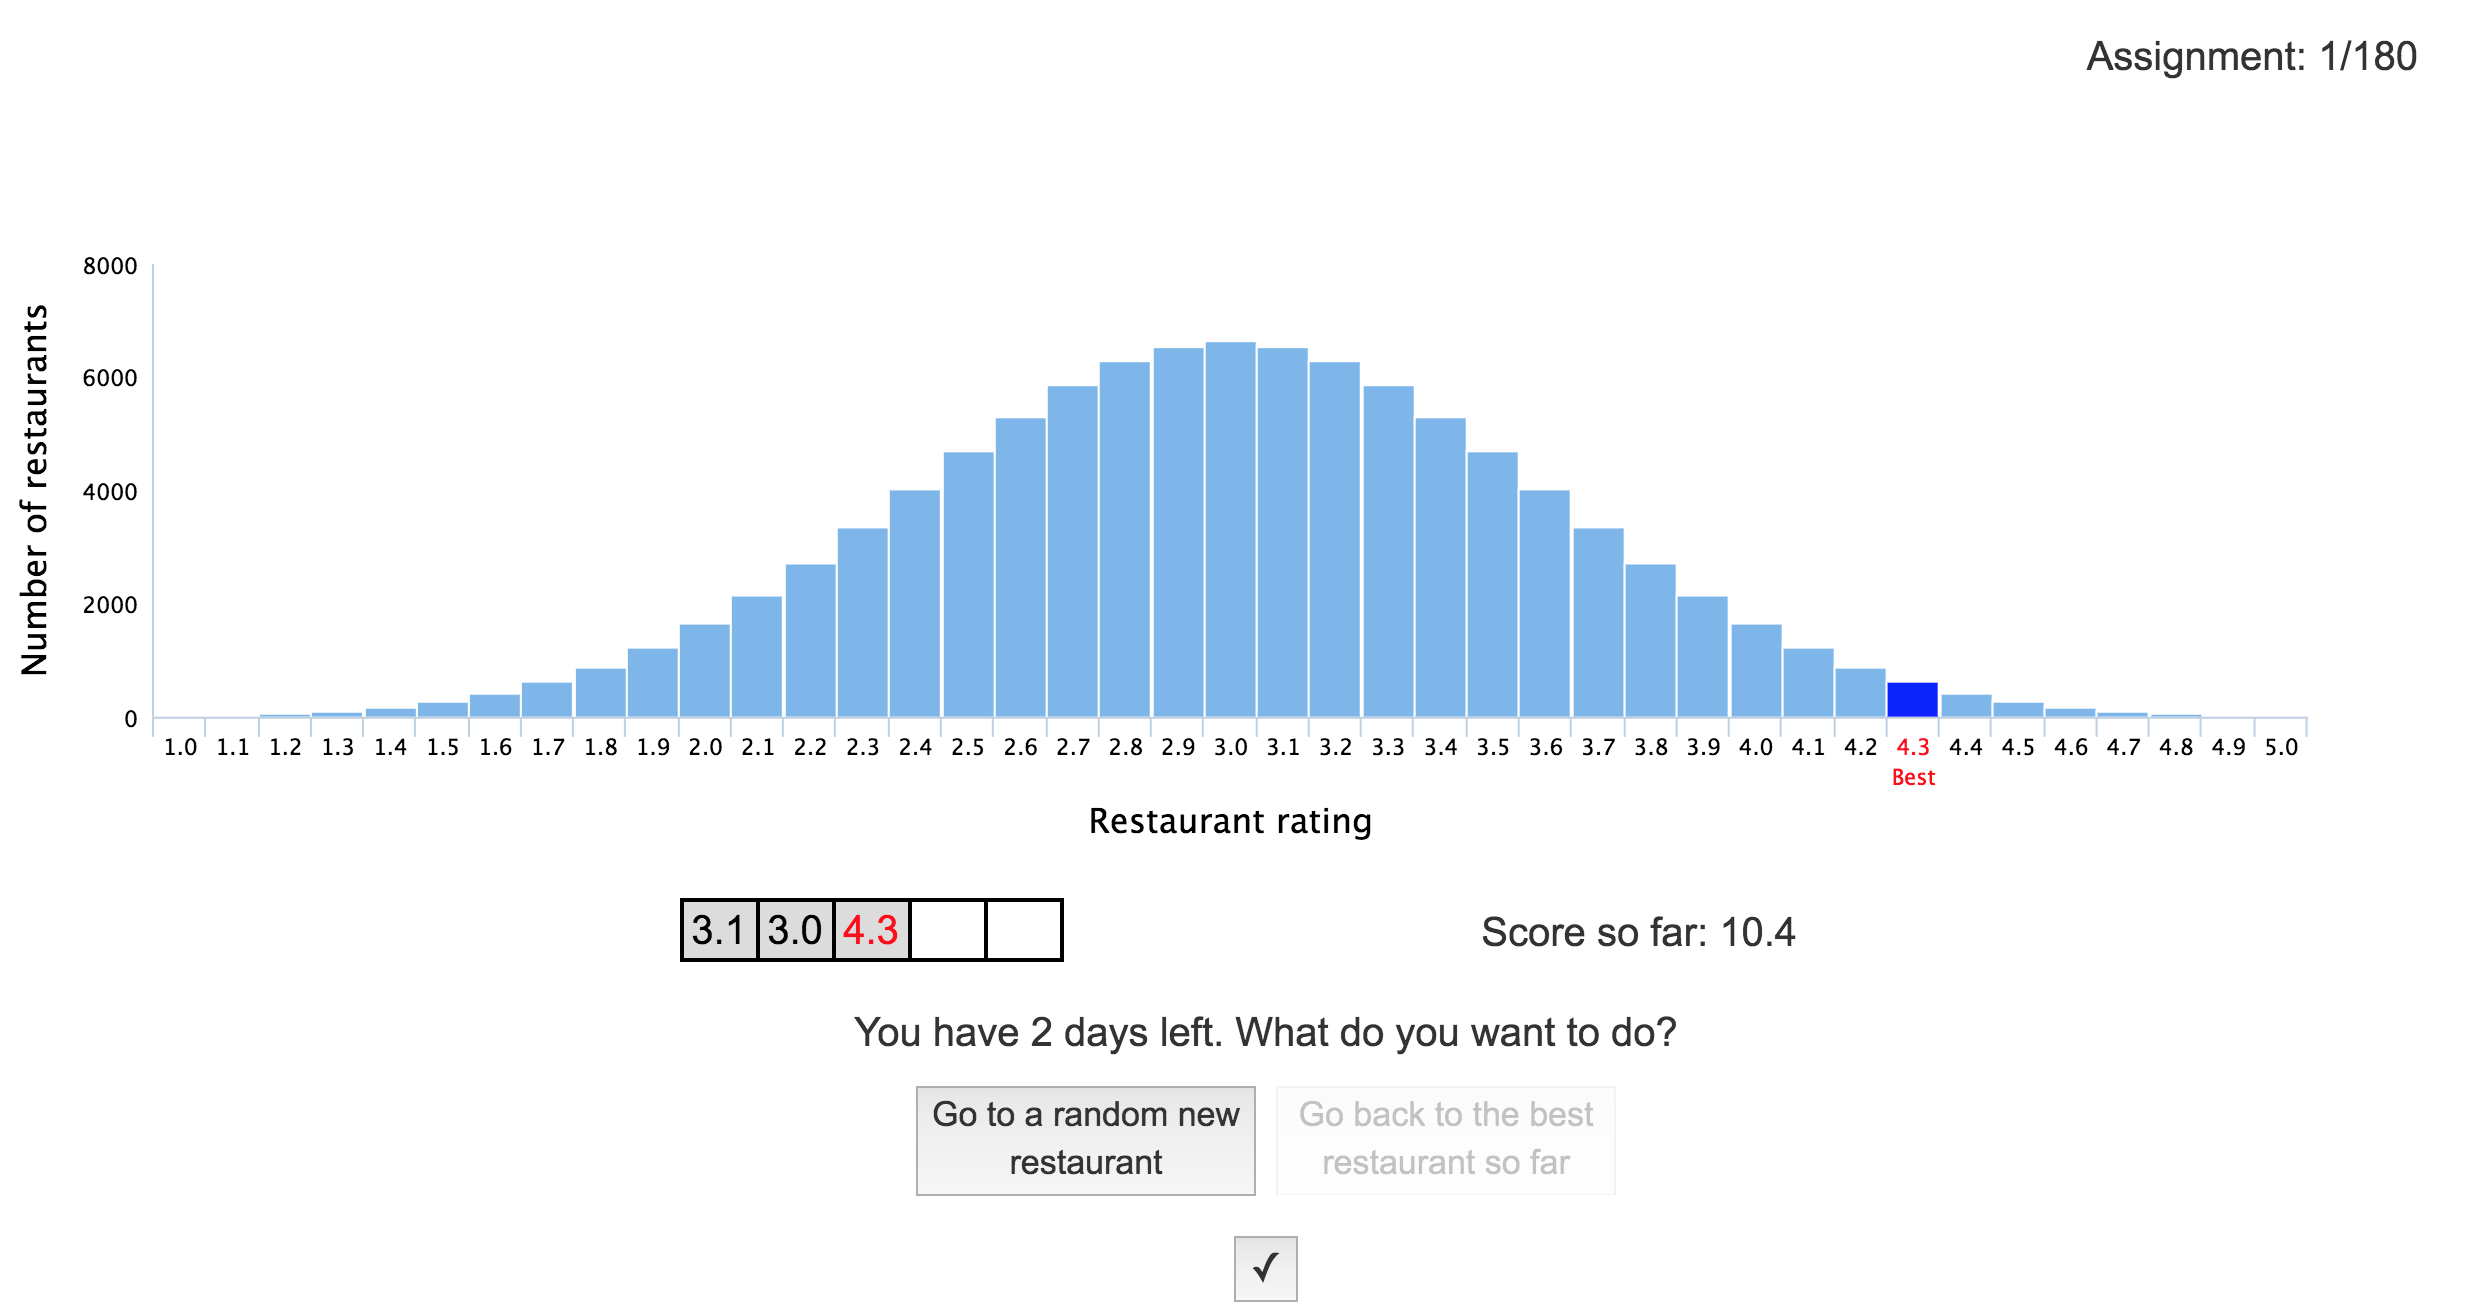 Assignment: 1/180
Number of restaurants
8000
6000
4000
2000
0
1.0 1.1 1.2 1.3 1.4 1.5 1.6 1.7 1.8 1.9 2.0 2.1 2.2 2.3 2.4 2.5 2.6 2.7 2.8 2.9 3.0 3.1 3.2 3.3 3.4 3.5 3.6 3.7 3.8 3.9 4.0 4.1 4.2 4.3 4.4 4.5 4.6 4.7 4.8 4.9 5.0
Best
Restaurant rating
3.1 3.0 4.3
Score so far: 10.4
You have 2 days left. What do you want to do?
Go to a random new
restaurant
Go back to the best
restaurant so far
✓